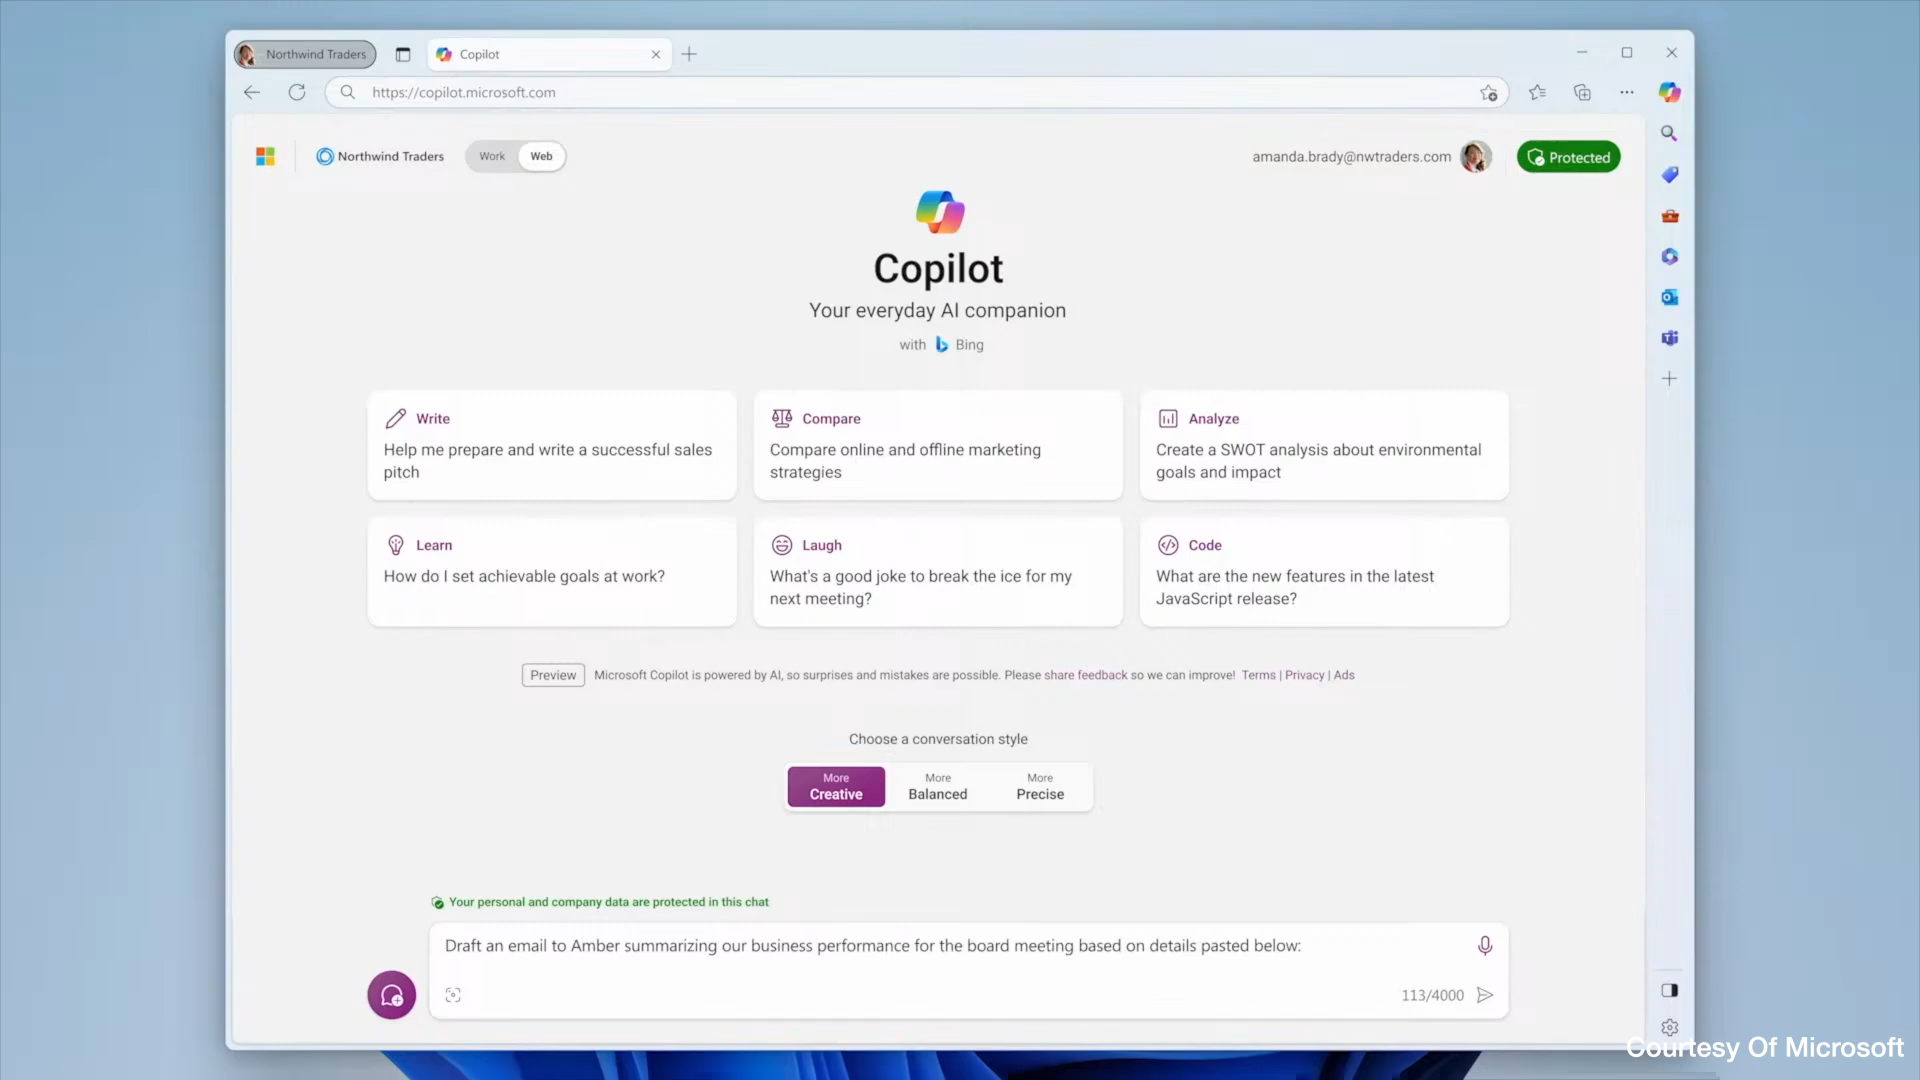 Northwind Traders
Copilot
https://copilot.microsoft.com
Northwind Traders
Work
Web
amanda.brady@nwtraders.com
Protected
Copilot
Your everyday AI companion
with Bing
Write
Help me prepare and write a successful sales
pitch
Compare
Compare online and offline marketing
strategies
Analyze
Create a SWOT analysis about environmental
goals and impact
Learn
How do I set achievable goals at work?
Laugh
What's a good joke to break the ice for my
next meeting?
Code
What are the new features in the latest
JavaScript release?
Preview
Microsoft Copilot is powered by AI, so surprises and mistakes are possible. Please share feedback so we can improve! Terms | Privacy | Ads
Choose a conversation style
More
Creative
More
Balanced
More
Precise
Your personal and company data are protected in this chat
Draft an email to Amber summarizing our business performance for the board meeting based on details pasted below:
113/4000
Courtesy Of Microsoft